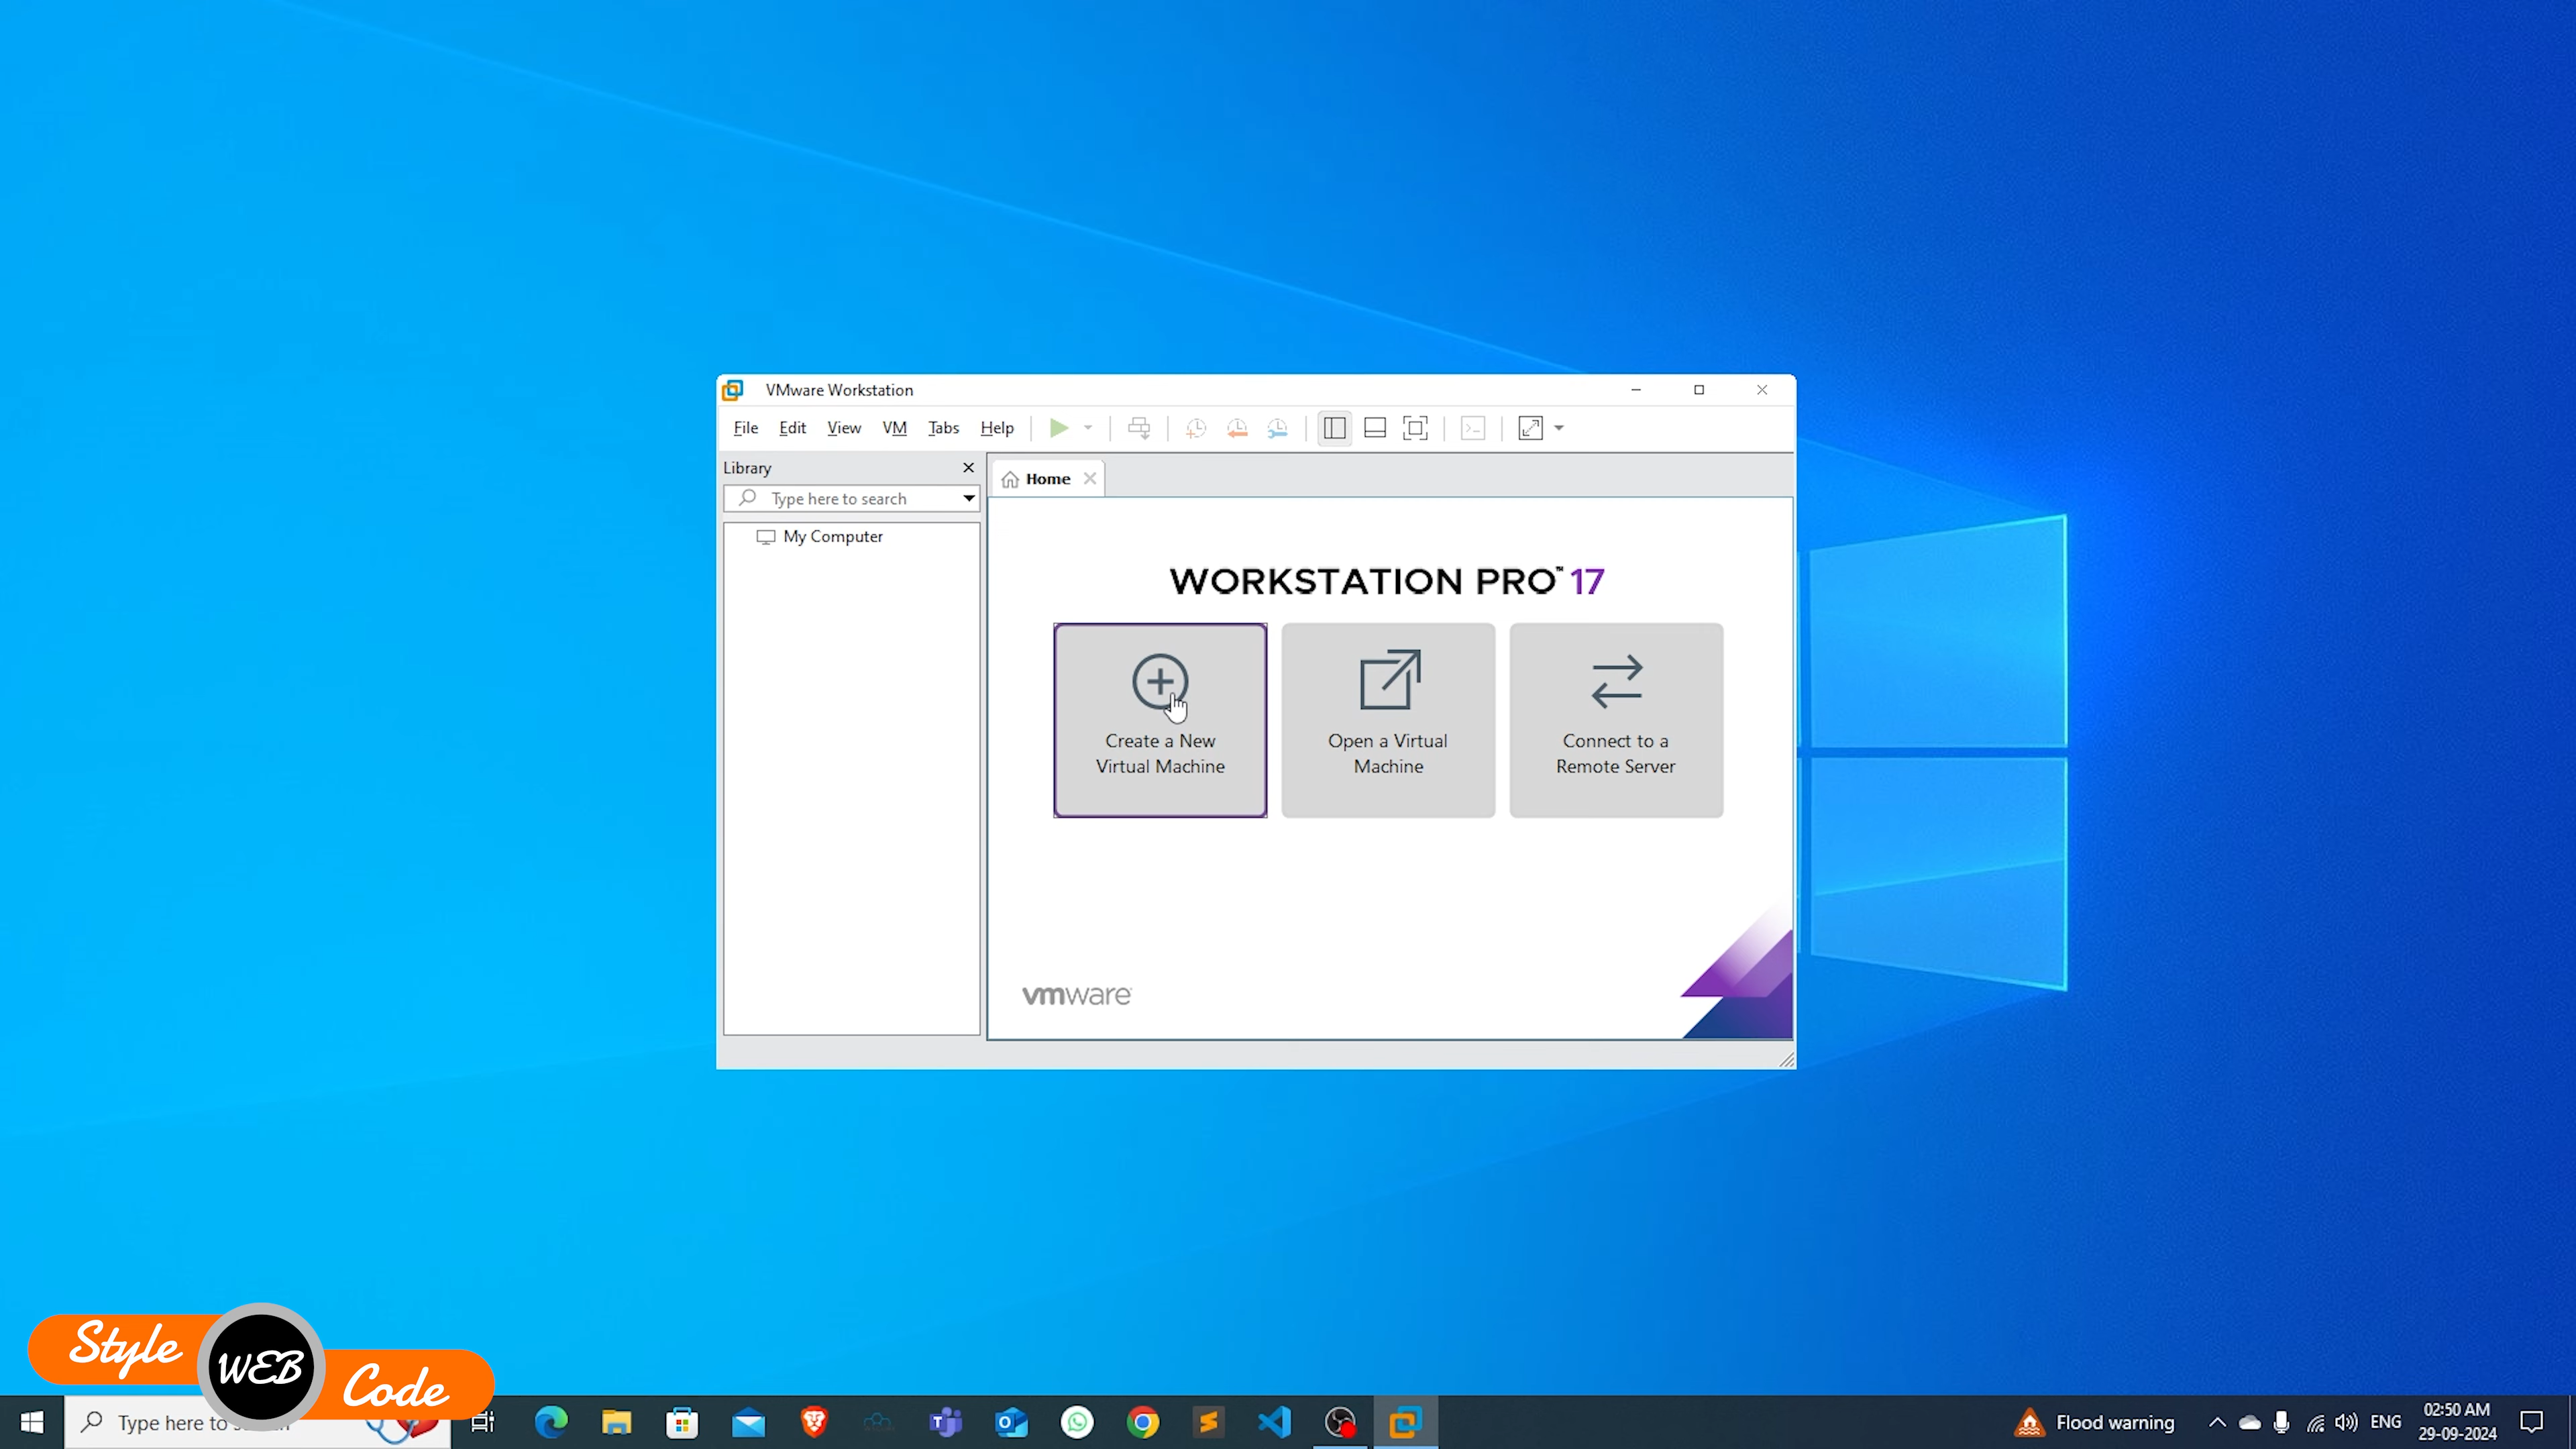 VMware Workstation
File Edit View VM Tabs Help
Library
Type here to search
My Computer
Home
WORKSTATION PRO™ 17
Create a New
Virtual Machine
Open a Virtual
Machine
Connect to a
Remote Server
vmware
Style
WEB
Code
Type here to
Flood warning
ENG
02:50 AM
29-09-2024